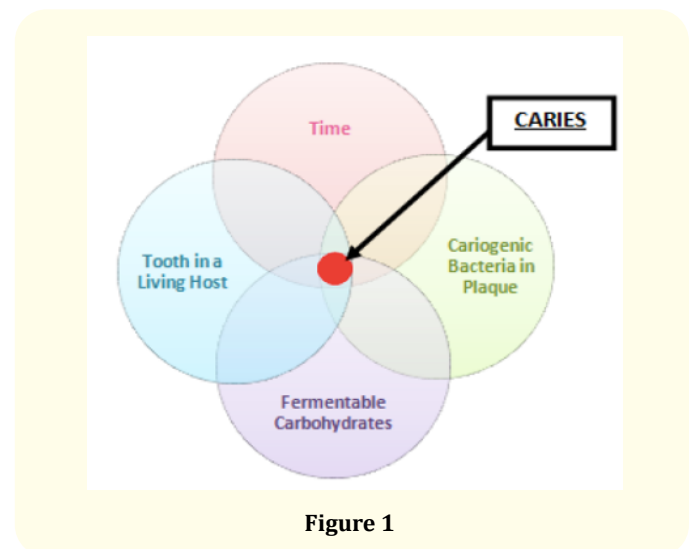 Time
CARIES
Tooth in a
Living Host
Cariogenic
Bacteria in
Plaque
Fermentable
Carbohydrates
Figure 1